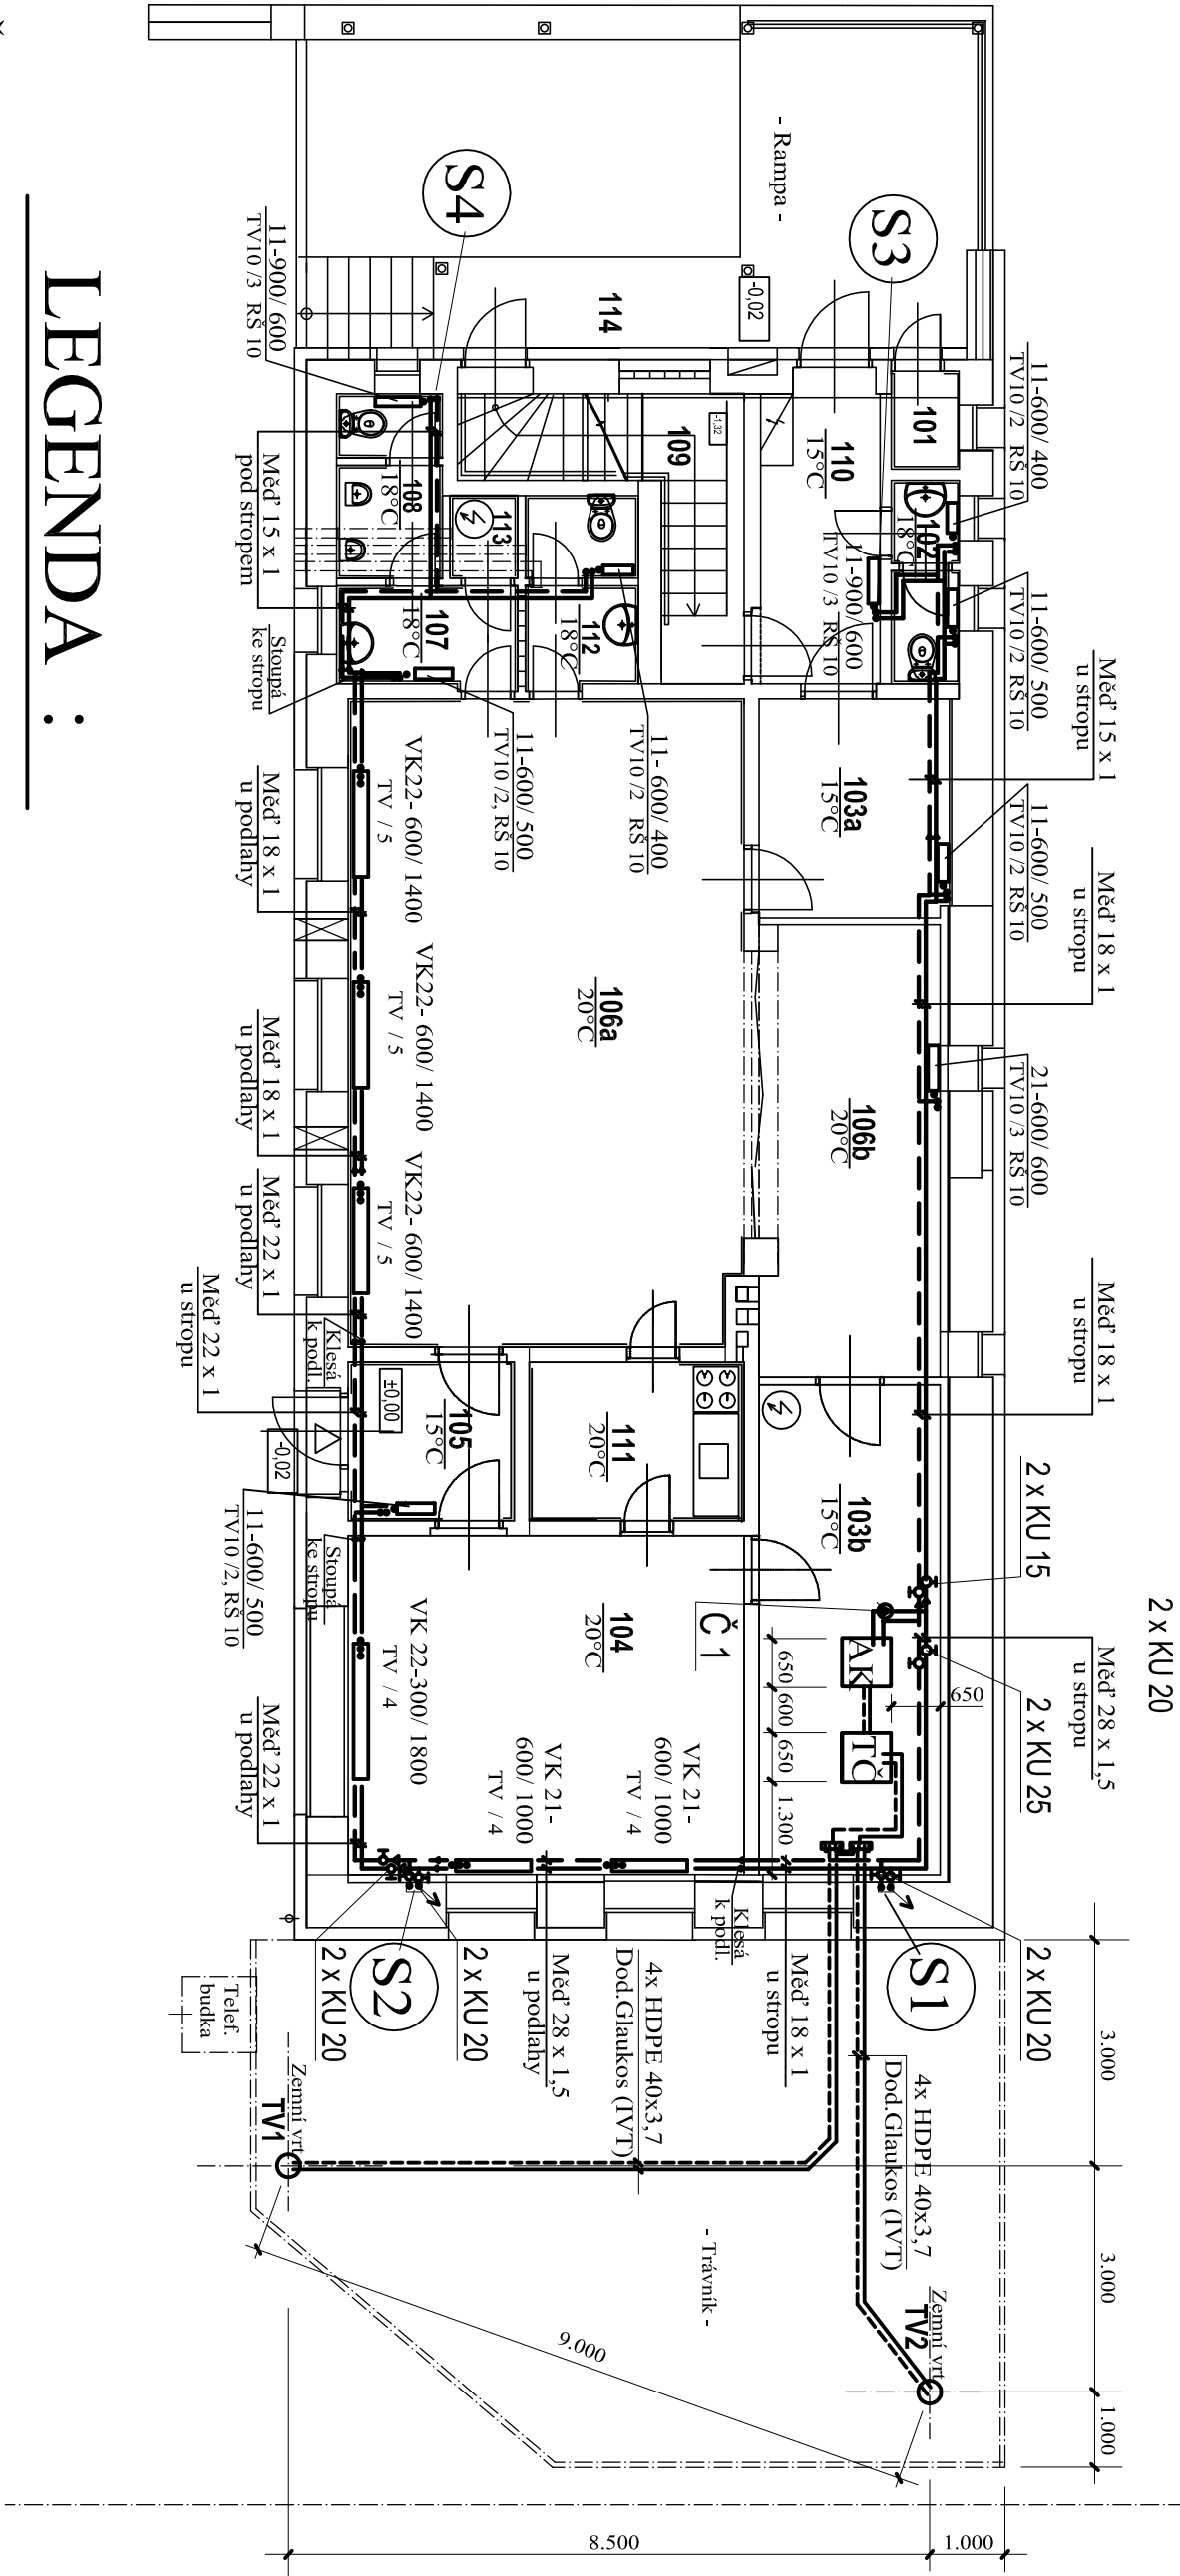 2 x KU 20
- Rampa -
S3
S4
114
-0,02
11-900/ 600
TV10 /3 RŠ 10
11-600/ 400
TV10 /2 RŠ 10
11-600/ 500
TV10 /2 RŠ 10
Měď 15 x 1
u stropu
11-600/ 500
TV10 /2 RŠ 10
Měď 18 x 1
u stropu
21-600/ 600
TV10 /3 RŠ 10
Měď 18 x 1
u stropu
2 x KU 15
Měď 28 x 1,5
u stropu
2 x KU 25
101
102
18°C
110
15°C
11-900/ 600
TV10 /3 RŠ 10
109
-1,32
108
18°C
113
107
18°C
112
18°C
103a
15°C
106a
20°C
106b
20°C
103b
15°C
105
15°C
±0,00
111
20°C
104
20°C
11- 600/ 400
TV10 /2 RŠ 10
11-600/ 500
TV10 /2, RŠ 10
VK22- 600/ 1400
TV / 5
VK22- 600/ 1400
TV / 5
VK22- 600/ 1400
TV / 5
Č 1
AK
TČ
650
600
650
1.300
650
VK 22-300/ 1800
TV / 4
VK 21-
600/ 1000
TV / 4
VK 21-
600/ 1000
TV / 4
Měď 15 x 1
pod stropem
Stoupá
ke stropu
Měď 18 x 1
u podlahy
Měď 18 x 1
u podlahy
Měď 22 x 1
u podlahy
Měď 22 x 1
u stropu
Klesá
k podl.
-0,02
11-600/ 500
TV10 /2, RŠ 10
Stoupá
ke stropu
Měď 22 x 1
u podlahy
Klesá
k podl.
2 x KU 20
S1
Měď 18 x 1
u stropu
4x HDPE 40x3,7
Dod.Glaukos (IVT)
Měď 28 x 1,5
u podlahy
2 x KU 20
S2
2 x KU 20
Telef.
budka
4x HDPE 40x3,7
Dod.Glaukos (IVT)
Zemní vrt
TV1
Zemní vrt
TV2
- Trávník -
9.000
3.000
3.000
1.000
8.500
1.000
LEGENDA :